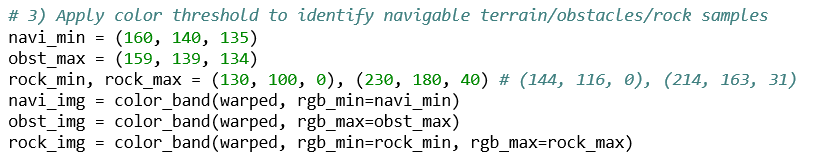 # 3) Apply color threshold to identify navigable terrain/obstacles/rock samples
navi_min = (160, 140, 135)
obst_max = (159, 139, 134)
rock_min, rock_max = (130, 100, 0), (230, 180, 40) # (144, 116, 0), (214, 163, 31)
navi_img = color_band(warped, rgb_min=navi_min)
obst_img = color_band(warped, rgb_max=obst_max)
rock_img = color_band(warped, rgb_min=rock_min, rgb_max=rock_max)